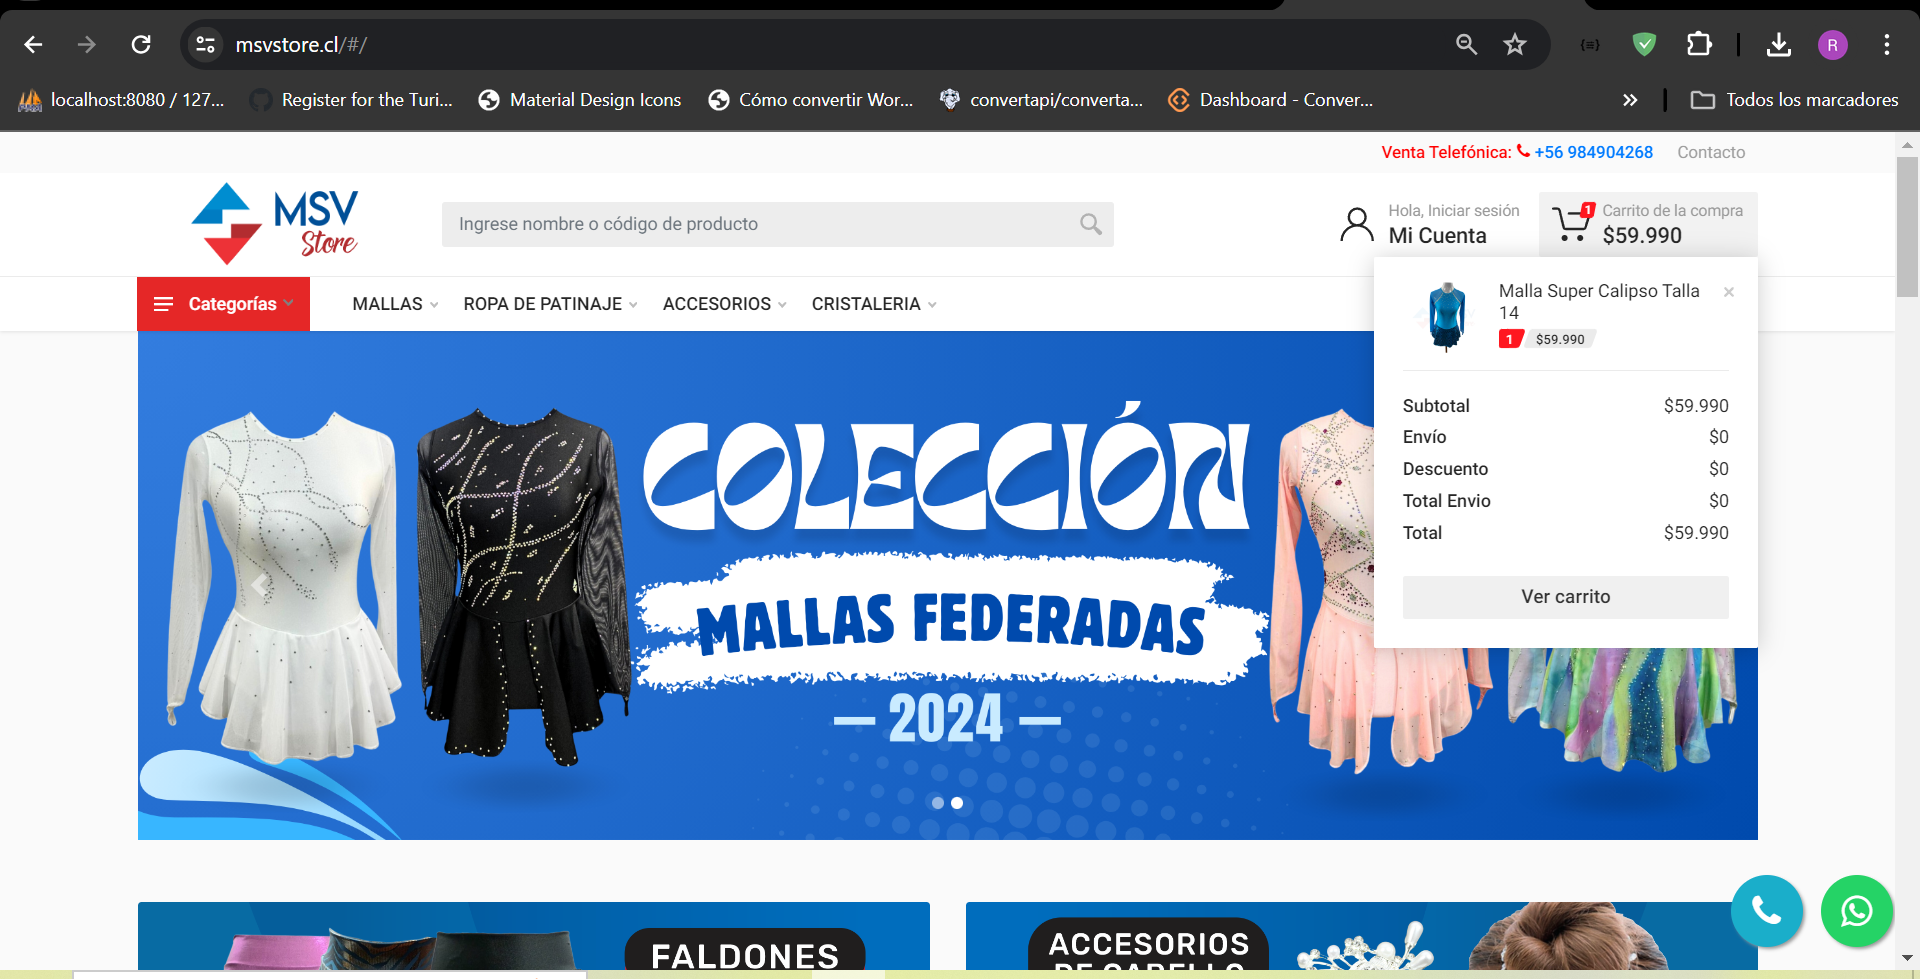 msvstore.cl/#/
R
localhost:8080 / 127...
Register for the Turi...
Material Design Icons
Cómo convertir Wor...
convertapi/converta...
Dashboard - Conver...
Todos los marcadores
Venta Telefónica: +56 984904268
Contacto
MSV
Store
Ingrese nombre o código de producto
Hola, Iniciar sesión
Mi Cuenta
1
Carrito de la compra
$59.990
Categorías
MALLAS
ROPA DE PATINAJE
ACCESORIOS
CRISTALERIA
Malla Super Calipso Talla
14
1 $59.990
Subtotal $59.990
Envío $0
Descuento $0
Total Envio $0
Total $59.990
Ver carrito
COLECCIÓN
MALLAS FEDERADAS
— 2024 —
FALDONES
ACCESORIOS
DE CABELLO